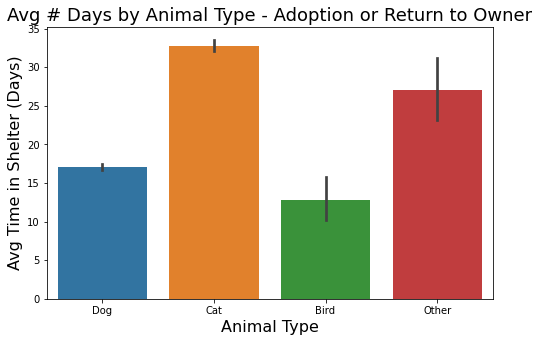 Avg # Days by Animal Type - Adoption or Return to Owner
Avg Time in Shelter (Days)
35
30
25
20
15
10
5
0
Dog Cat Bird Other
Animal Type